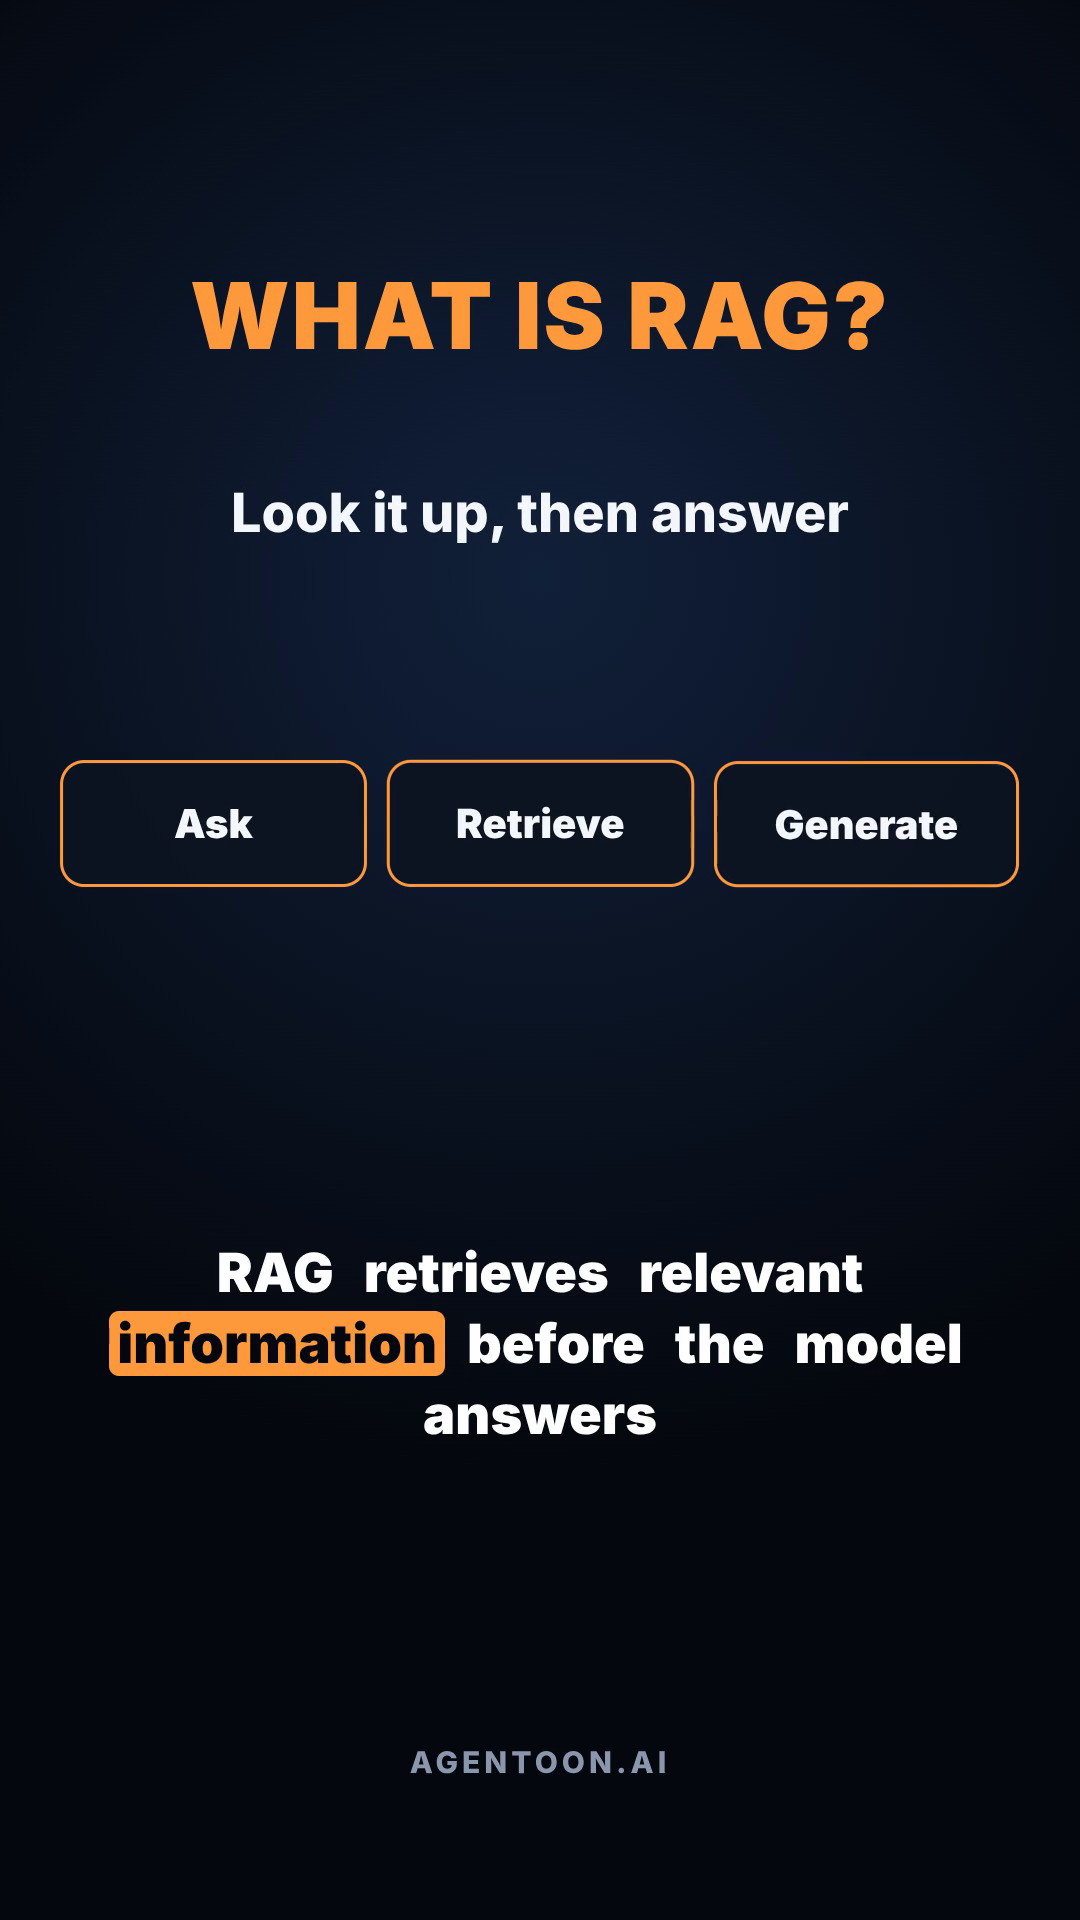 WHAT IS RAG?
Look it up, then answer
Ask
Retrieve
Generate
RAG retrieves relevant
information before the model
answers
AGENTOON.AI